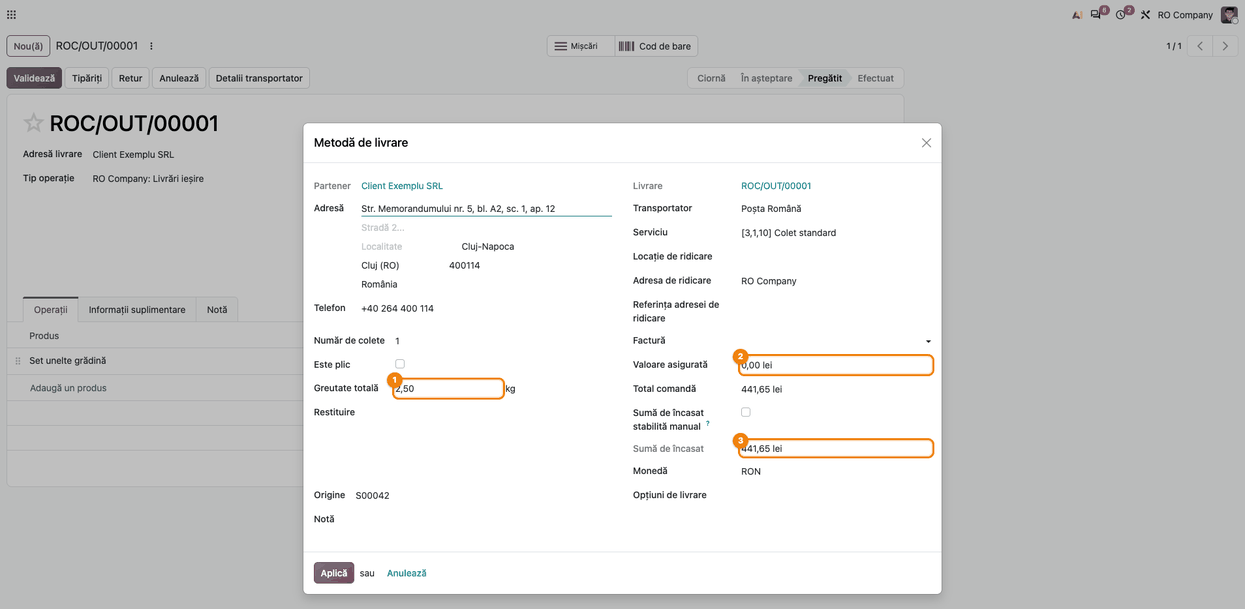 AI 6 7 RO Company
Nou(ă) ROC/OUT/00001 Mișcări Cod de bare 1 / 1
Validează Tipăriți Retur Anulează Detalii transportator Ciornă În așteptare Pregătit Efectuat
ROC/OUT/00001
Adresă livrare Client Exemplu SRL
Tip operație RO Company: Livrări ieșire
Operații Informații suplimentare Notă
Produs
Set unelte grădină
Adaugă un produs
Metodă de livrare
Partener Client Exemplu SRL
Adresă Str. Memorandumului nr. 5, bl. A2, sc. 1, ap. 12
Stradă 2...
Localitate Cluj-Napoca
Cluj (RO) 400114
România
Telefon +40 264 400 114
Număr de colete 1
Este plic
1
Greutate totală 2,50 kg
Restituire
Origine S00042
Notă
Livrare ROC/OUT/00001
Transportator Poșta Română
Serviciu [3,1,10] Colet standard
Locație de ridicare
Adresa de ridicare RO Company
Referința adresei de
ridicare
Factură
2
Valoare asigurată 0,00 lei
Total comandă 441,65 lei
Sumă de încasat
stabilită manual ?
3
Sumă de încasat 441,65 lei
Monedă RON
Opțiuni de livrare
Aplică sau Anulează